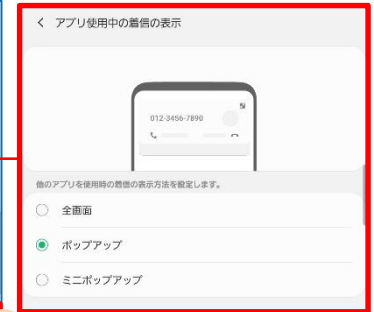 アプリ使用中の着信の表示
012-3456-7890
他のアプリを使用時の着信の表示方法を設定します。
全画面
ポップアップ
ミニポップアップ